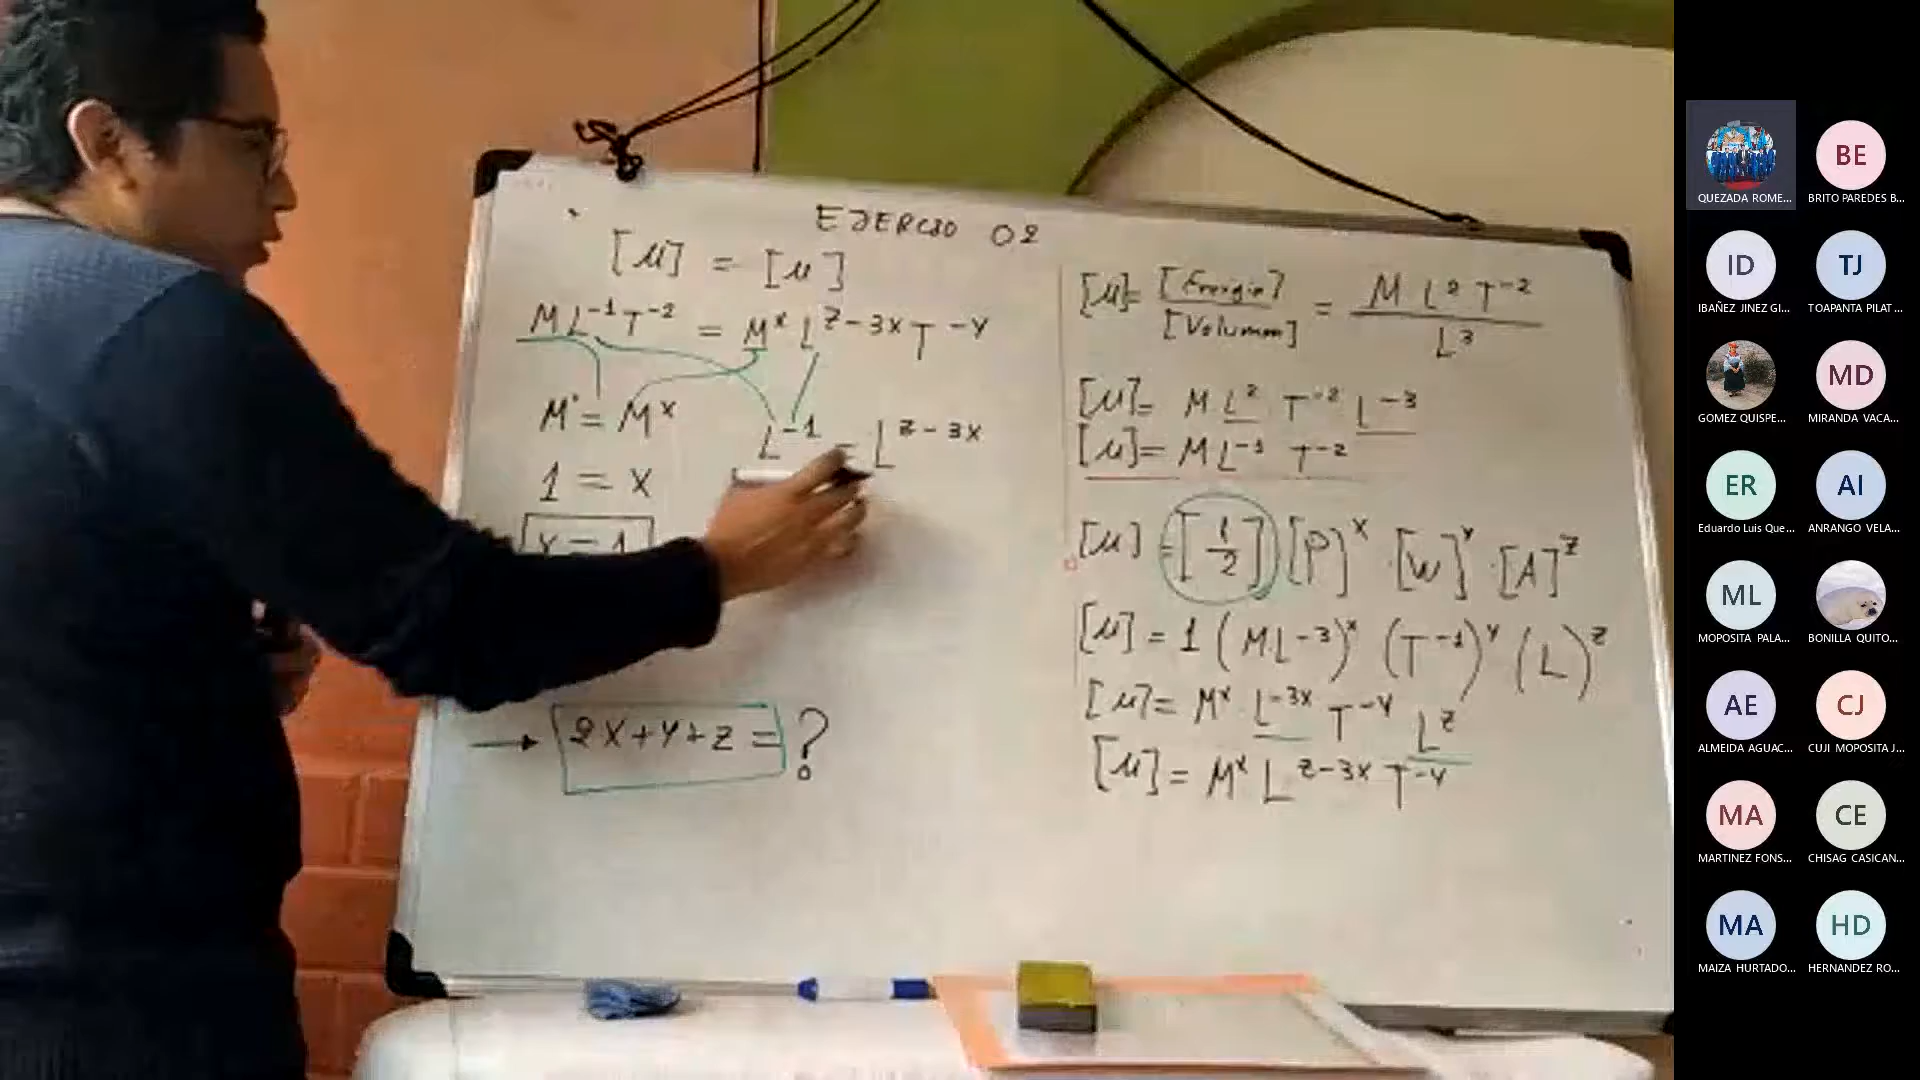 EJERCIO 02
[u] = [u]
ML⁻¹T⁻² = Mˣ L^z-3x T^-y
M = Mˣ
1 = x
x = 1
L⁻¹ = L^z-3x
→ 2x+y+z = ?
[u] = [Energia] / [Volumen] = M L² T⁻² / L³
[u] = M L² T⁻² L⁻³
[u] = M L⁻¹ T⁻²
[u] = [1/2] [P]ˣ · [W]ʸ · [A]ᶻ
[u] = 1 (ML⁻³)ˣ (T⁻¹)ʸ (L)ᶻ
[u] = Mˣ L^-3x T^-y Lᶻ
[u] = Mˣ L^z-3x T^-y
QUEZADA ROME...
BE
BRITO PAREDES B...
ID
IBAÑEZ JINEZ GI...
TJ
TOAPANTA PILAT...
GOMEZ QUISPE...
MD
MIRANDA VACA...
ER
Eduardo Luis Que...
AI
ANRANGO VELA...
ML
MOPOSITA PALA...
BONILLA QUITO...
AE
ALMEIDA AGUAC...
CJ
CUJI MOPOSITA J...
MA
MARTINEZ FONS...
CE
CHISAG CASICAN...
MA
MAIZA HURTADO...
HD
HERNANDEZ RO...